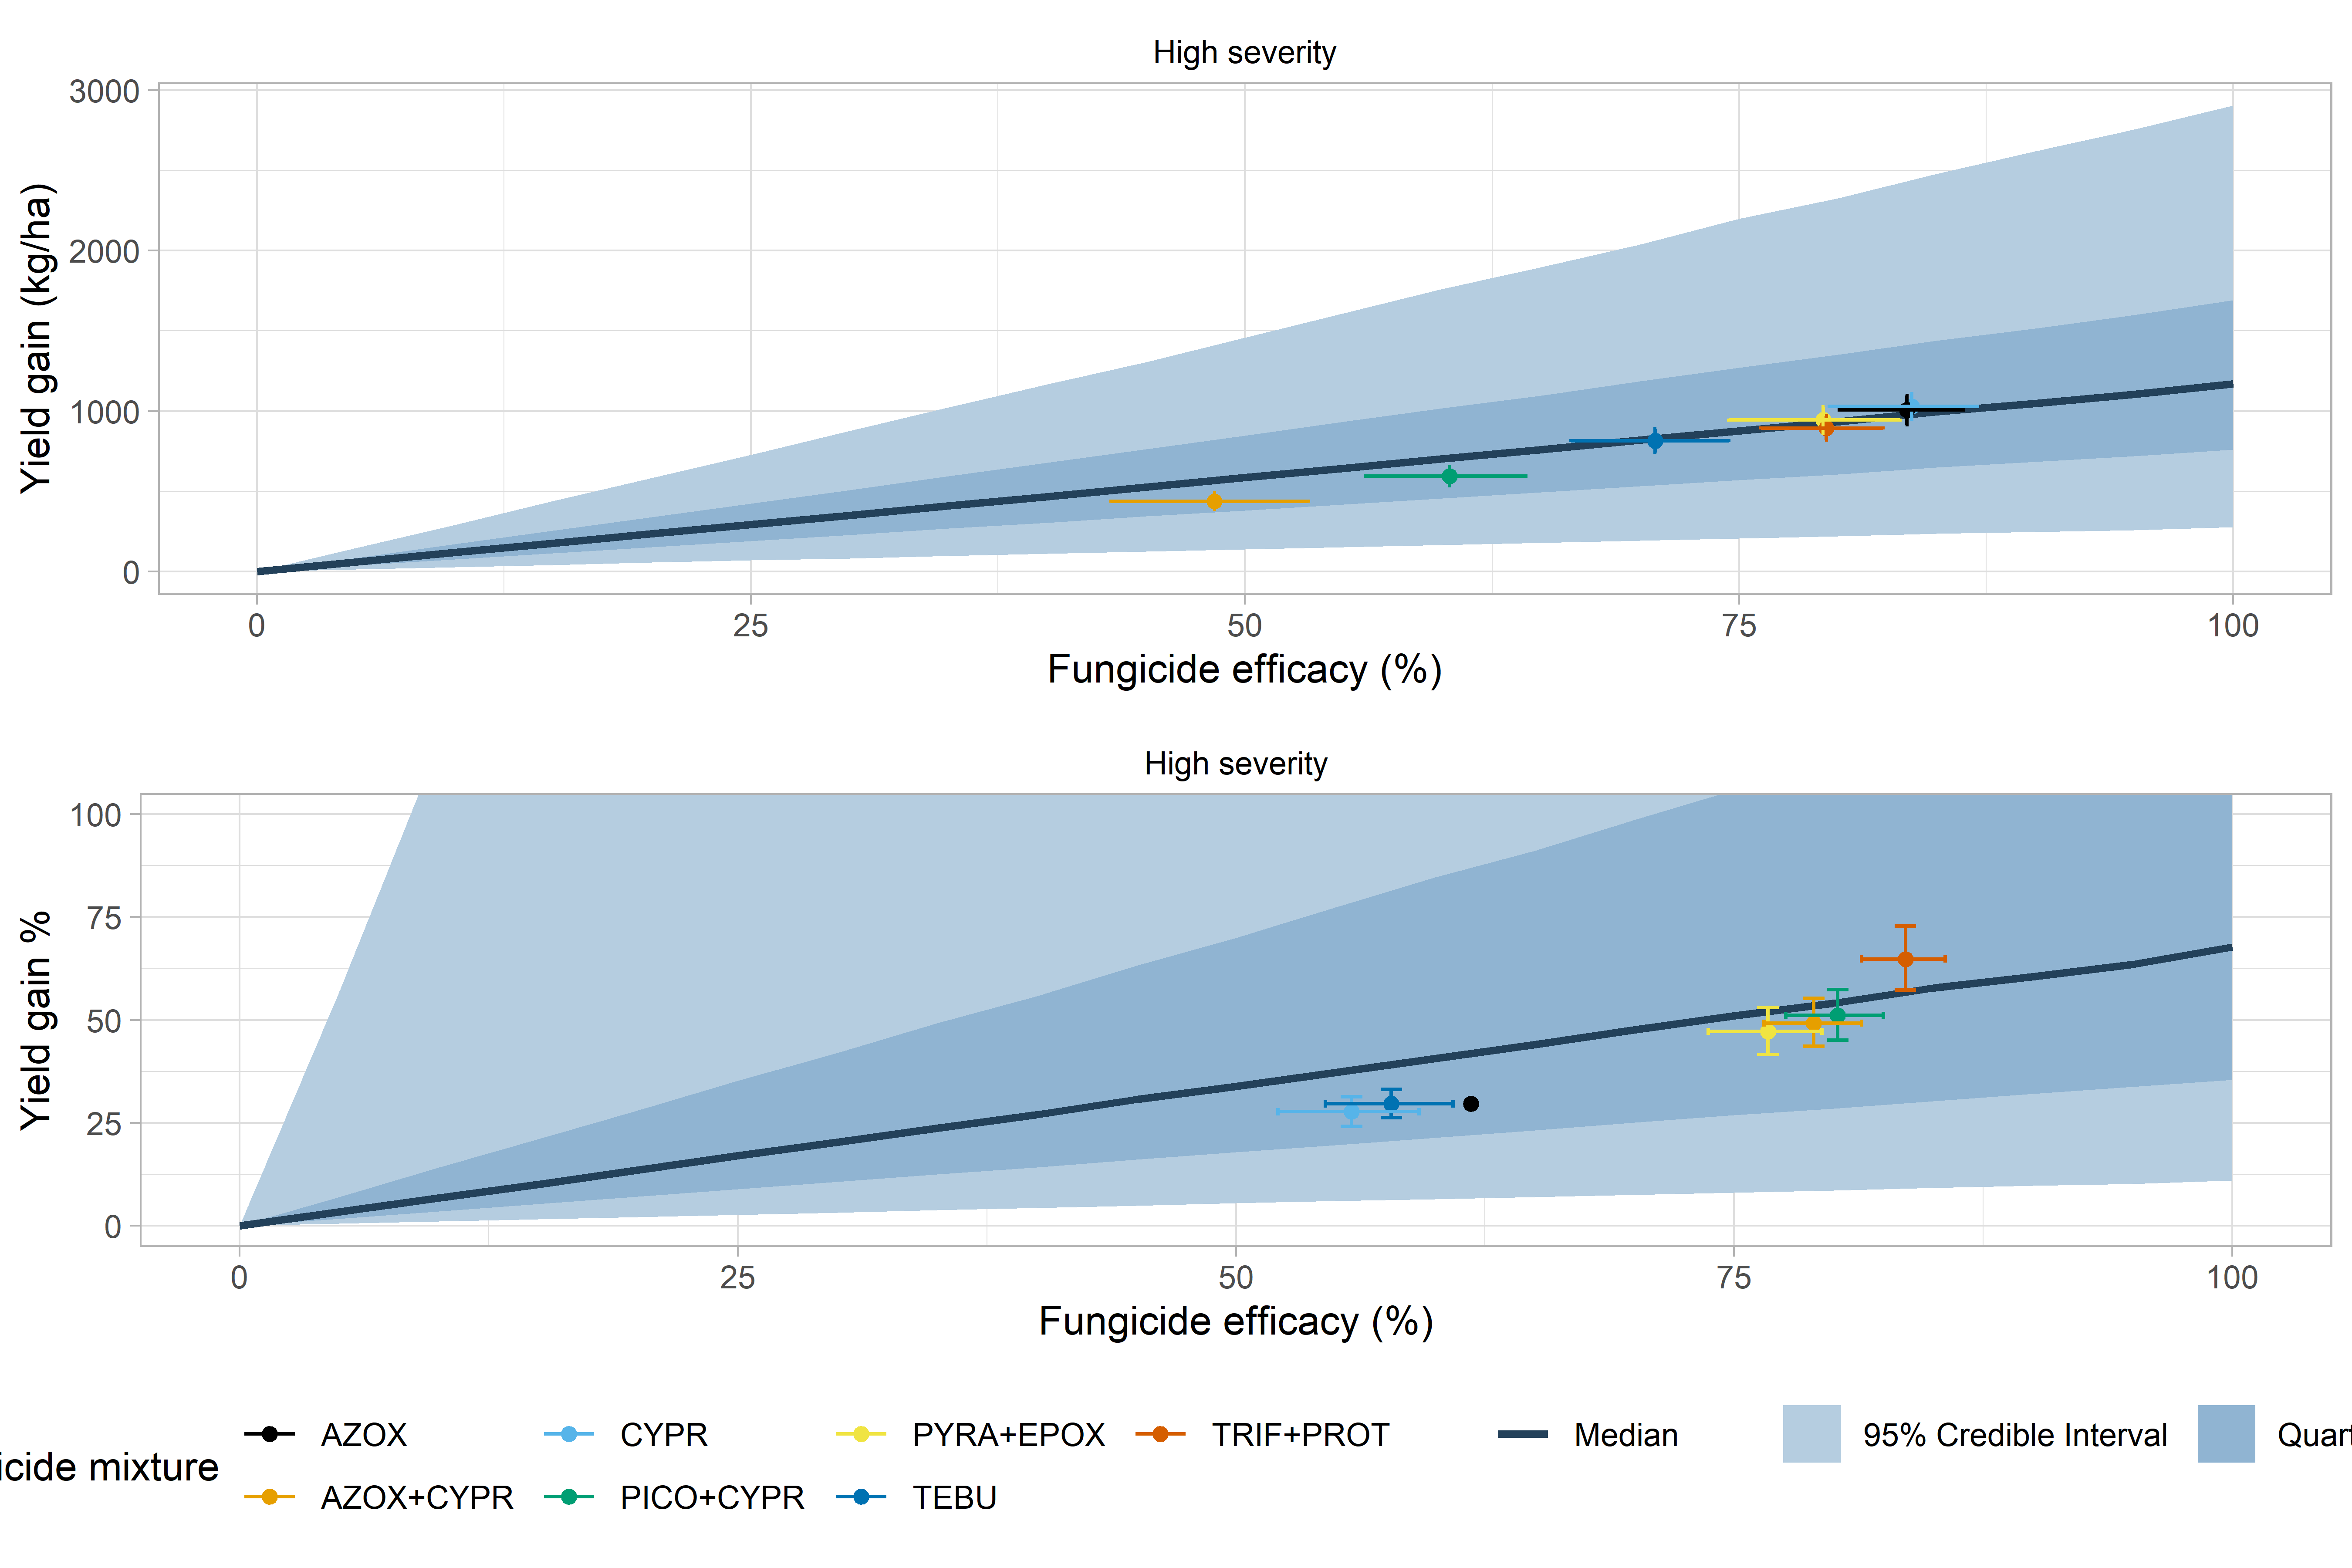 High severity
3000
2000
1000
0
Yield gain (kg/ha)
0 25 50 75 100
Fungicide efficacy (%)
High severity
100
75
50
25
0
Yield gain %
0 25 50 75 100
Fungicide efficacy (%)
icide mixture
AZOX CYPR PYRA+EPOX TRIF+PROT Median 95% Credible Interval Quart
AZOX+CYPR PICO+CYPR TEBU